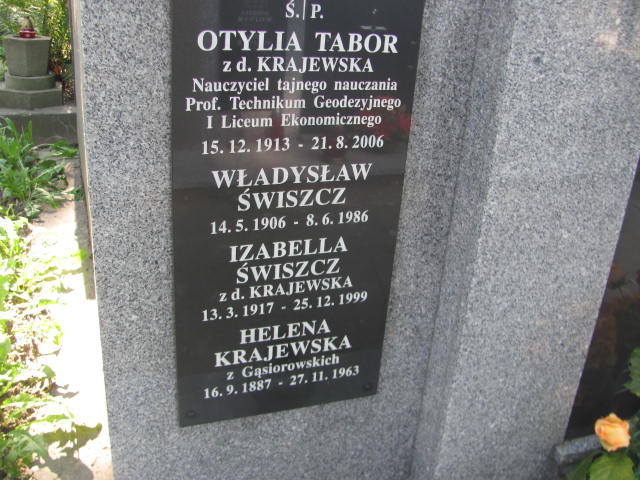 Ś. P.
OTYLIA TABOR
z d. KRAJEWSKA
Nauczyciel tajnego nauczania
Prof. Technikum Geodezyjnego
I Liceum Ekonomicznego
15. 12. 1913 - 21. 8. 2006
WŁADYSŁAW
ŚWISZCZ
14. 5. 1906 - 8. 6. 1986
IZABELLA
ŚWISZCZ
z d. KRAJEWSKA
13. 3. 1917 - 25. 12. 1999
HELENA
KRAJEWSKA
z Gąsiorowskich
16. 9. 1887 - 27. 11. 1963